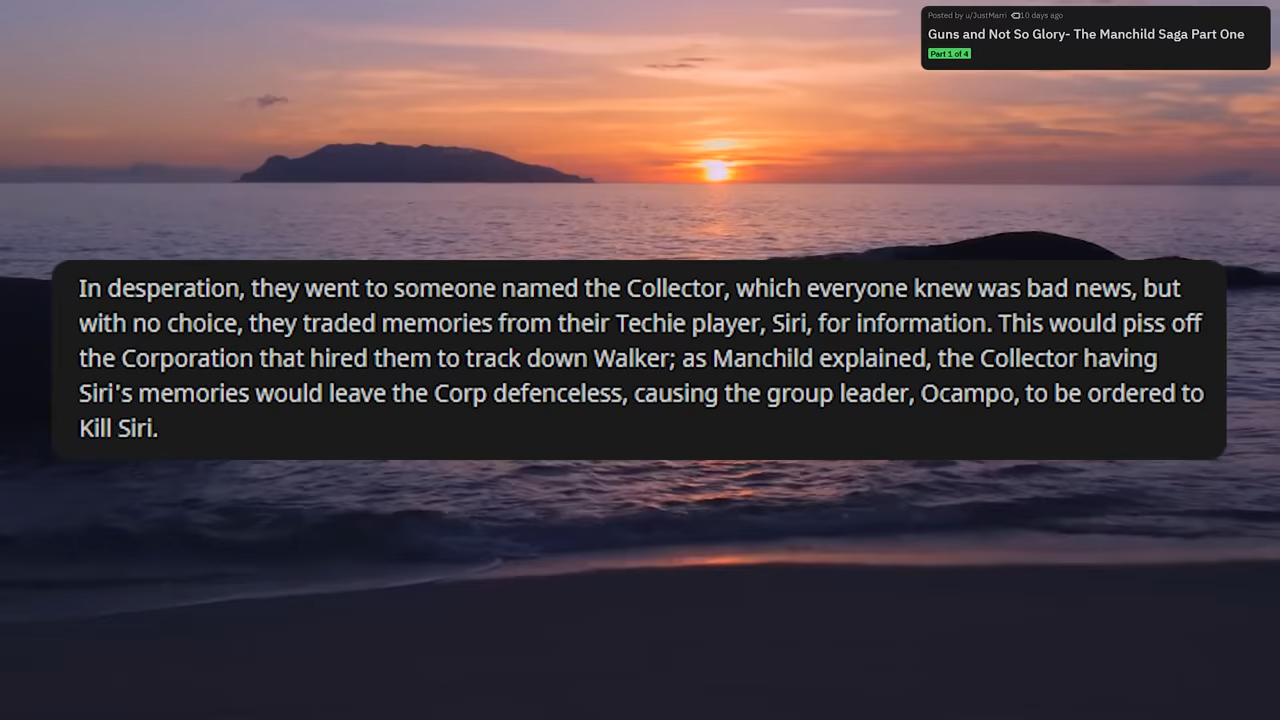 Posted by u/JustMarri 10 days ago
Guns and Not So Glory- The Manchild Saga Part One
Part 1 of 4
In desperation, they went to someone named the Collector, which everyone knew was bad news, but
with no choice, they traded memories from their Techie player, Siri, for information. This would piss off
the Corporation that hired them to track down Walker; as Manchild explained, the Collector having
Siri's memories would leave the Corp defenceless, causing the group leader, Ocampo, to be ordered to
Kill Siri.